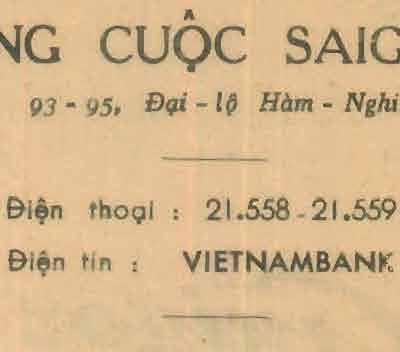 NG CUỘC SAIG
93 - 95, Đại - lộ Hàm - Nghi
Điện thoại : 21.558 - 21.559
Điện tín : VIETNAMBANK